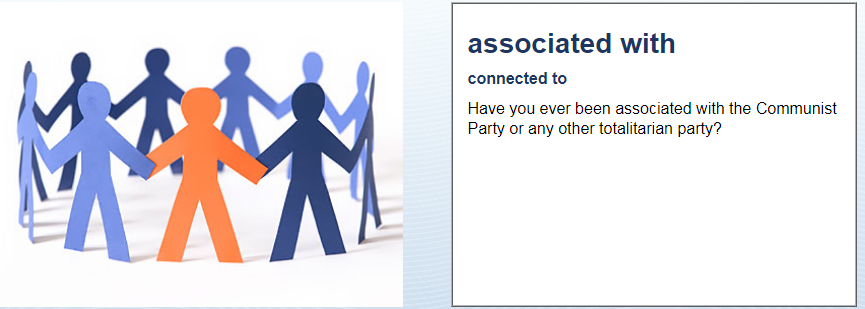 associated with
connected to
Have you ever been associated with the Communist
Party or any other totalitarian party?